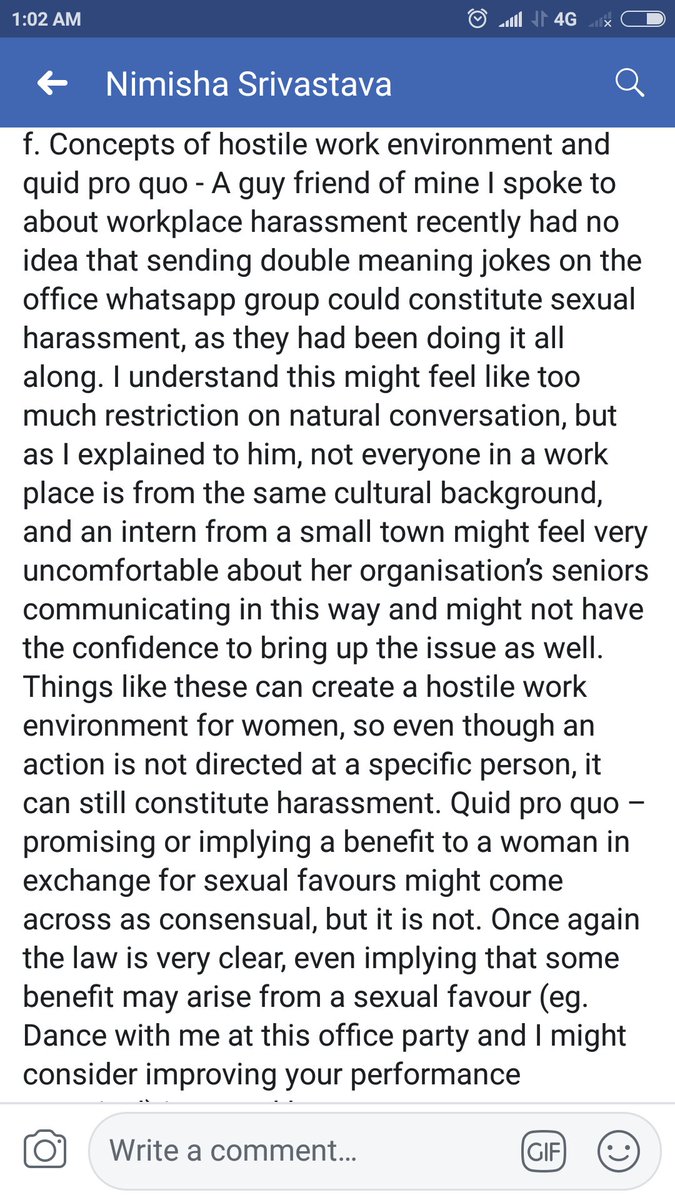 1:02 AM 4G
Nimisha Srivastava
f. Concepts of hostile work environment and
quid pro quo - A guy friend of mine I spoke to
about workplace harassment recently had no
idea that sending double meaning jokes on the
office whatsapp group could constitute sexual
harassment, as they had been doing it all
along. I understand this might feel like too
much restriction on natural conversation, but
as I explained to him, not everyone in a work
place is from the same cultural background,
and an intern from a small town might feel very
uncomfortable about her organisation’s seniors
communicating in this way and might not have
the confidence to bring up the issue as well.
Things like these can create a hostile work
environment for women, so even though an
action is not directed at a specific person, it
can still constitute harassment. Quid pro quo –
promising or implying a benefit to a woman in
exchange for sexual favours might come
across as consensual, but it is not. Once again
the law is very clear, even implying that some
benefit may arise from a sexual favour (eg.
Dance with me at this office party and I might
consider improving your performance
Write a comment...
GIF